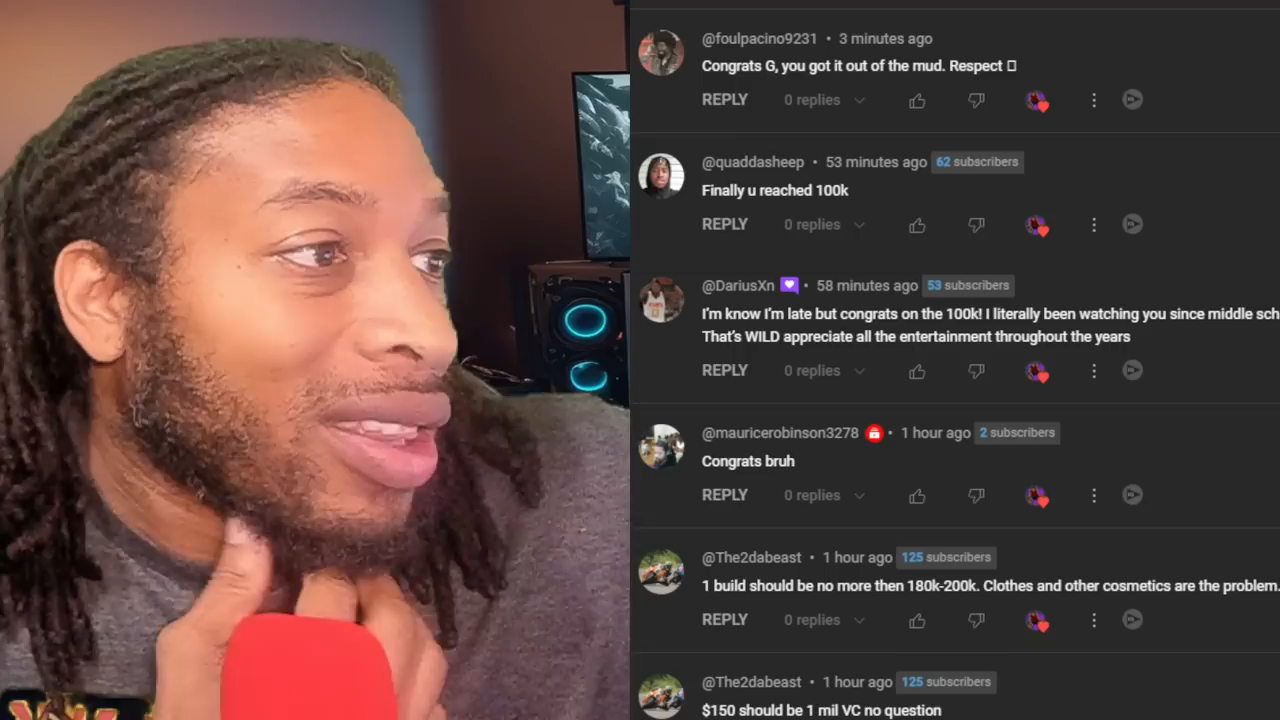 @foulpacino9231 • 3 minutes ago
Congrats G, you got it out of the mud. Respect
REPLY 0 replies
@quaddasheep • 53 minutes ago 62 subscribers
Finally u reached 100k
REPLY 0 replies
@DariusXn • 58 minutes ago 53 subscribers
I'm know I'm late but congrats on the 100k! I literally been watching you since middle sch
That's WILD appreciate all the entertainment throughout the years
REPLY 0 replies
@mauricerobinson3278 • 1 hour ago 2 subscribers
Congrats bruh
REPLY 0 replies
@The2dabeast • 1 hour ago 125 subscribers
1 build should be no more then 180k-200k. Clothes and other cosmetics are the problem.
REPLY 0 replies
@The2dabeast • 1 hour ago 125 subscribers
$150 should be 1 mil VC no question